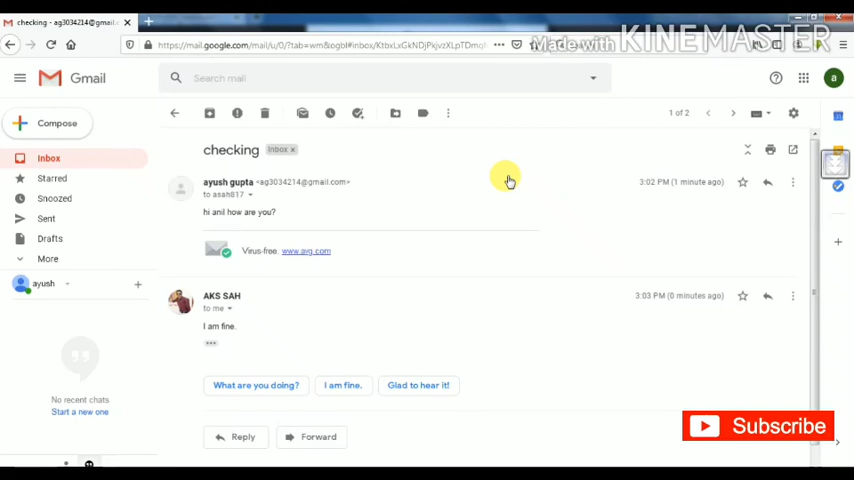 checking - ag3034214@gmail.c
https://mail.google.com/mail/u/0/?tab=wm&ogbl#inbox/KtbxLxGkNDjPkjvzXLpTDmql
Made with KINEMASTER
Gmail
Search mail
a
Compose
1 of 2
checking Inbox x
Inbox
Starred
ayush gupta <ag3034214@gmail.com>
3:02 PM (1 minute ago)
to asah817
Snoozed
hi anil how are you?
Sent
Drafts
Virus-free. www.avg.com
More
ayush
AKS SAH
3:03 PM (0 minutes ago)
to me
I am fine.
What are you doing?
I am fine.
Glad to hear it!
No recent chats
Start a new one
Subscribe
Reply
Forward